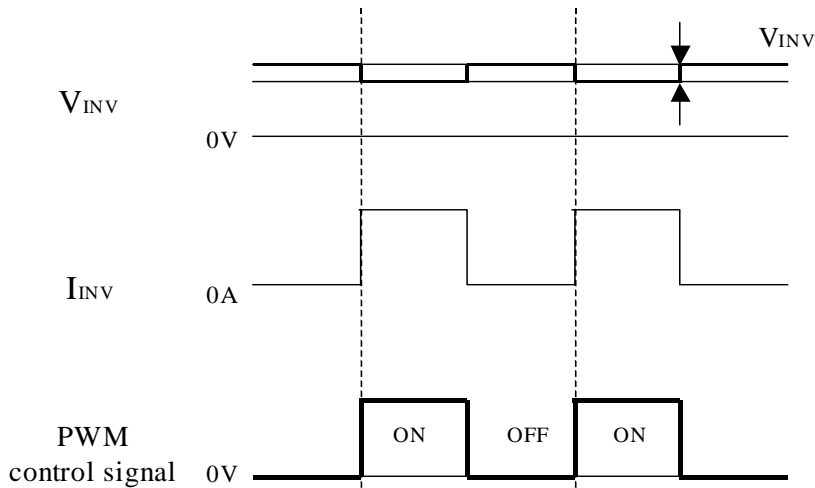 VINV
VINV
0V
IINV
0A
ON OFF ON
PWM
control signal 0V